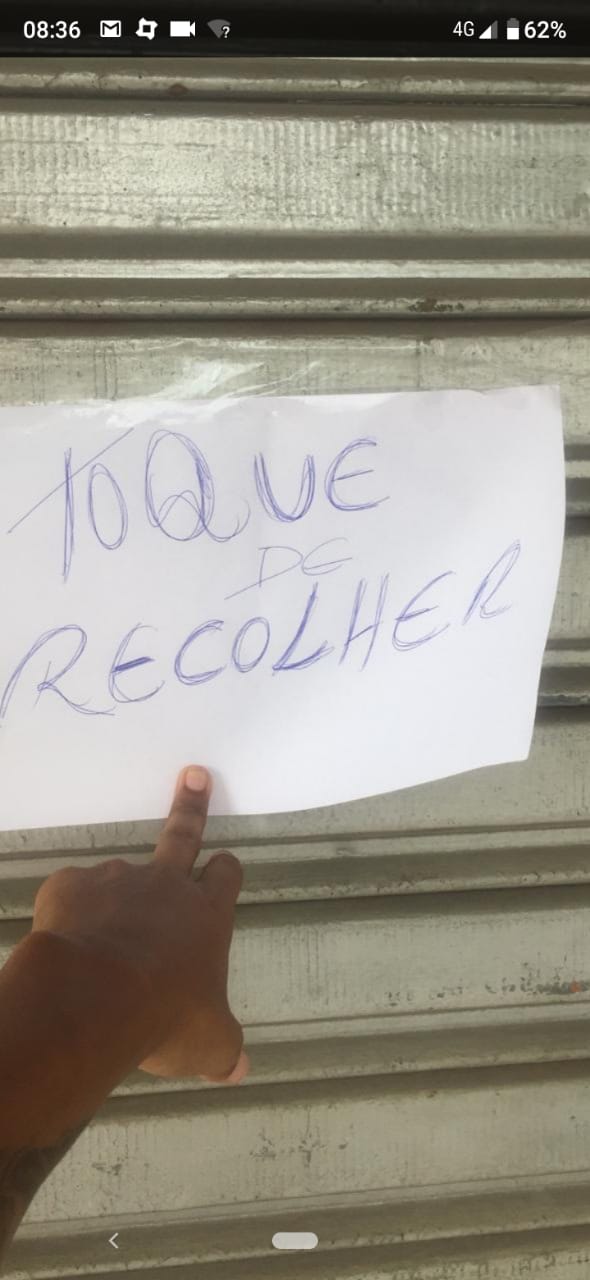 08:36
4G 62%
TOQUE
DE
RECOLHER